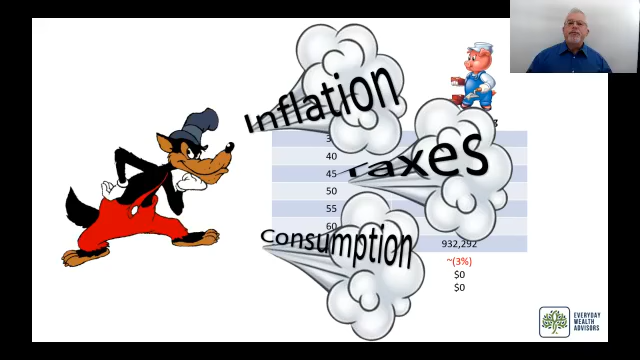 Inflation
40
Taxes
45
50
55
60
Consumption
932,292
~(3%)
$0
$0
EVERYDAY
WEALTH
ADVISORS